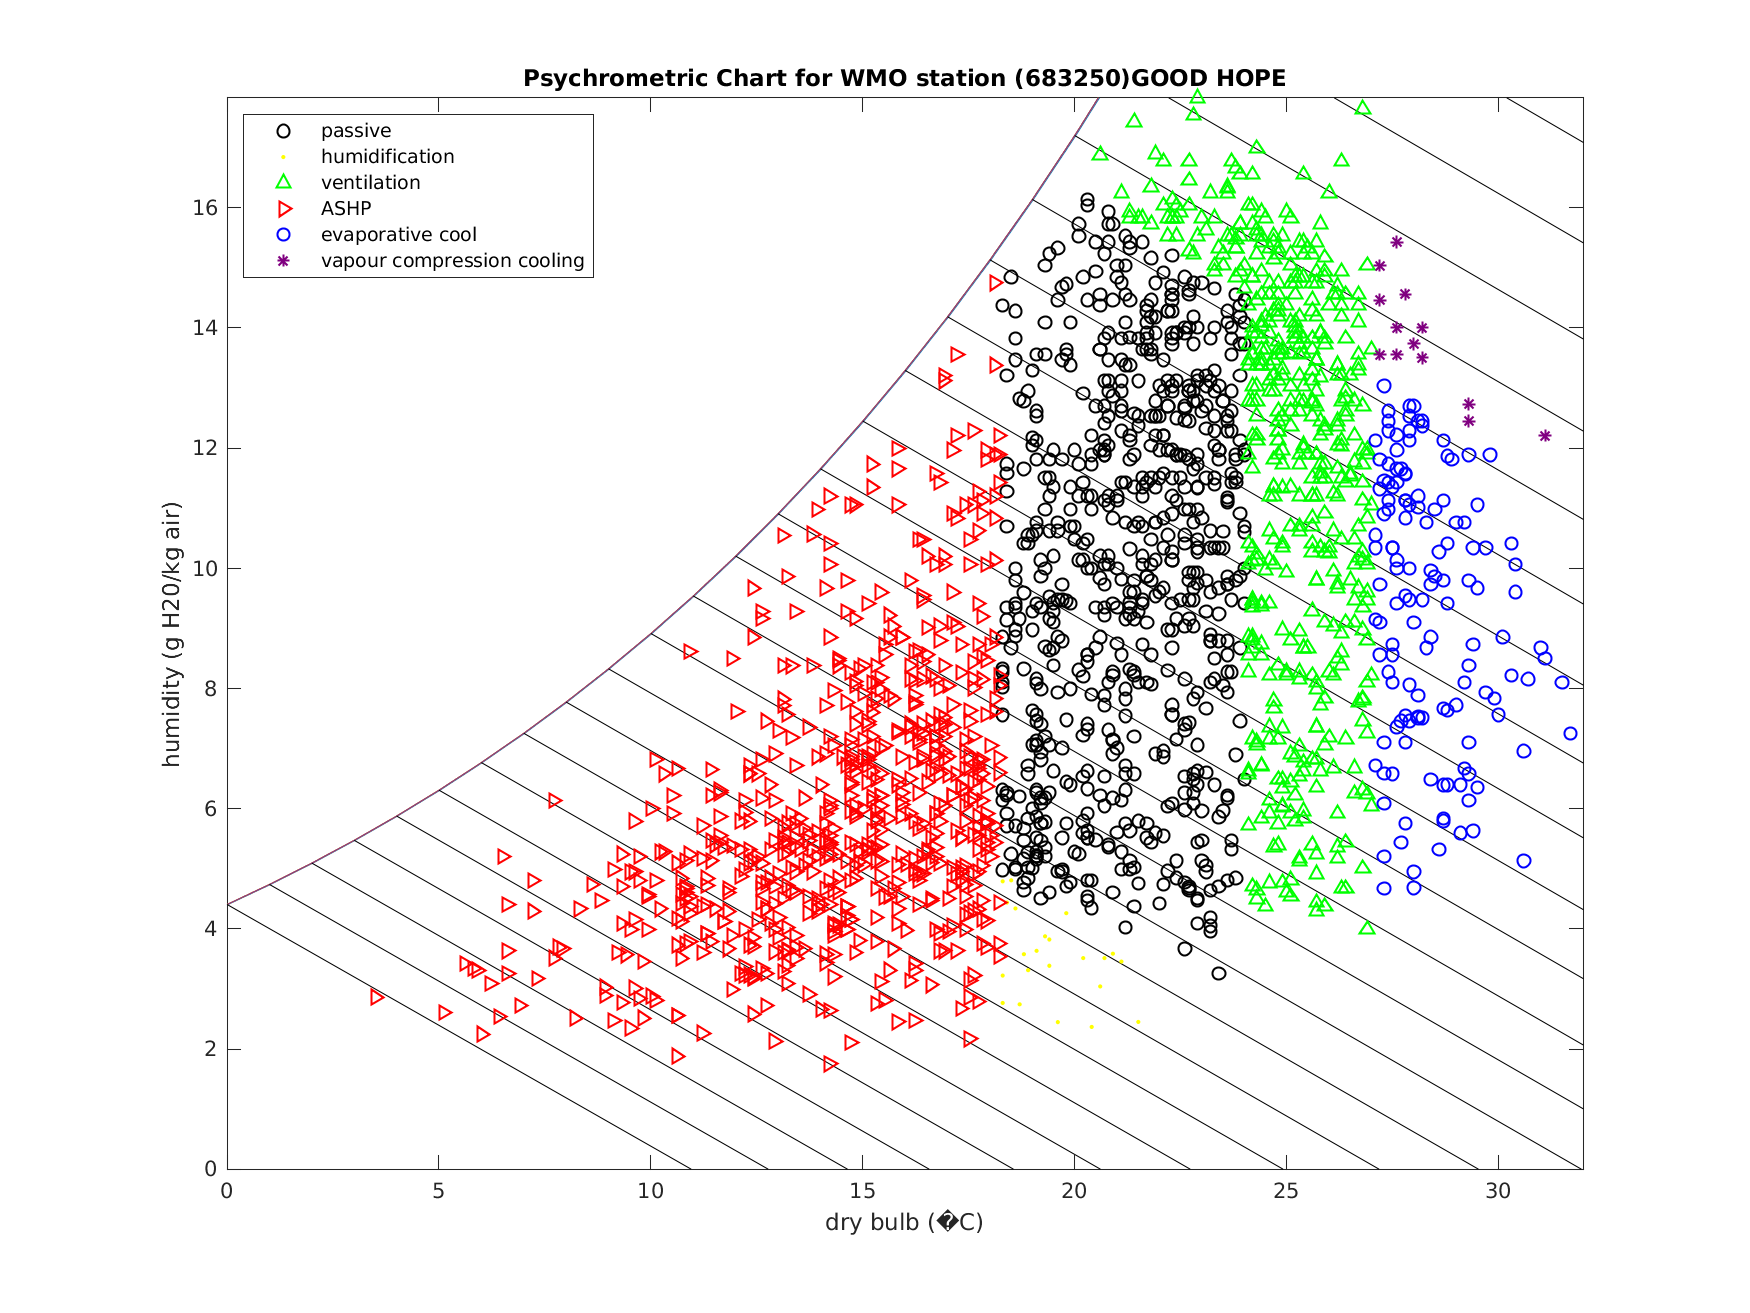 Psychrometric Chart for WMO station (683250)GOOD HOPE
passive
humidification
ventilation
ASHP
evaporative cool
vapour compression cooling
humidity (g H20/kg air)
16
14
12
10
8
6
4
2
0
0 5 10 15 20 25 30
dry bulb (�C)